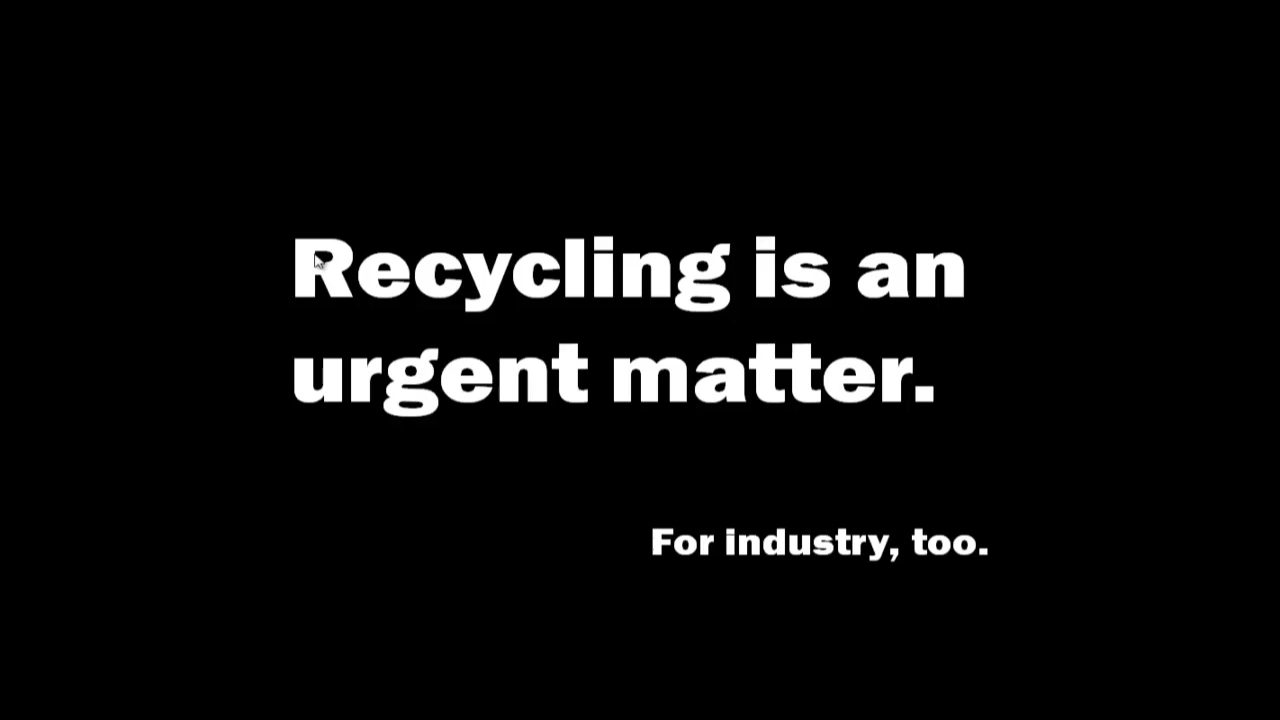 Recycling is an
urgent matter.
For industry, too.